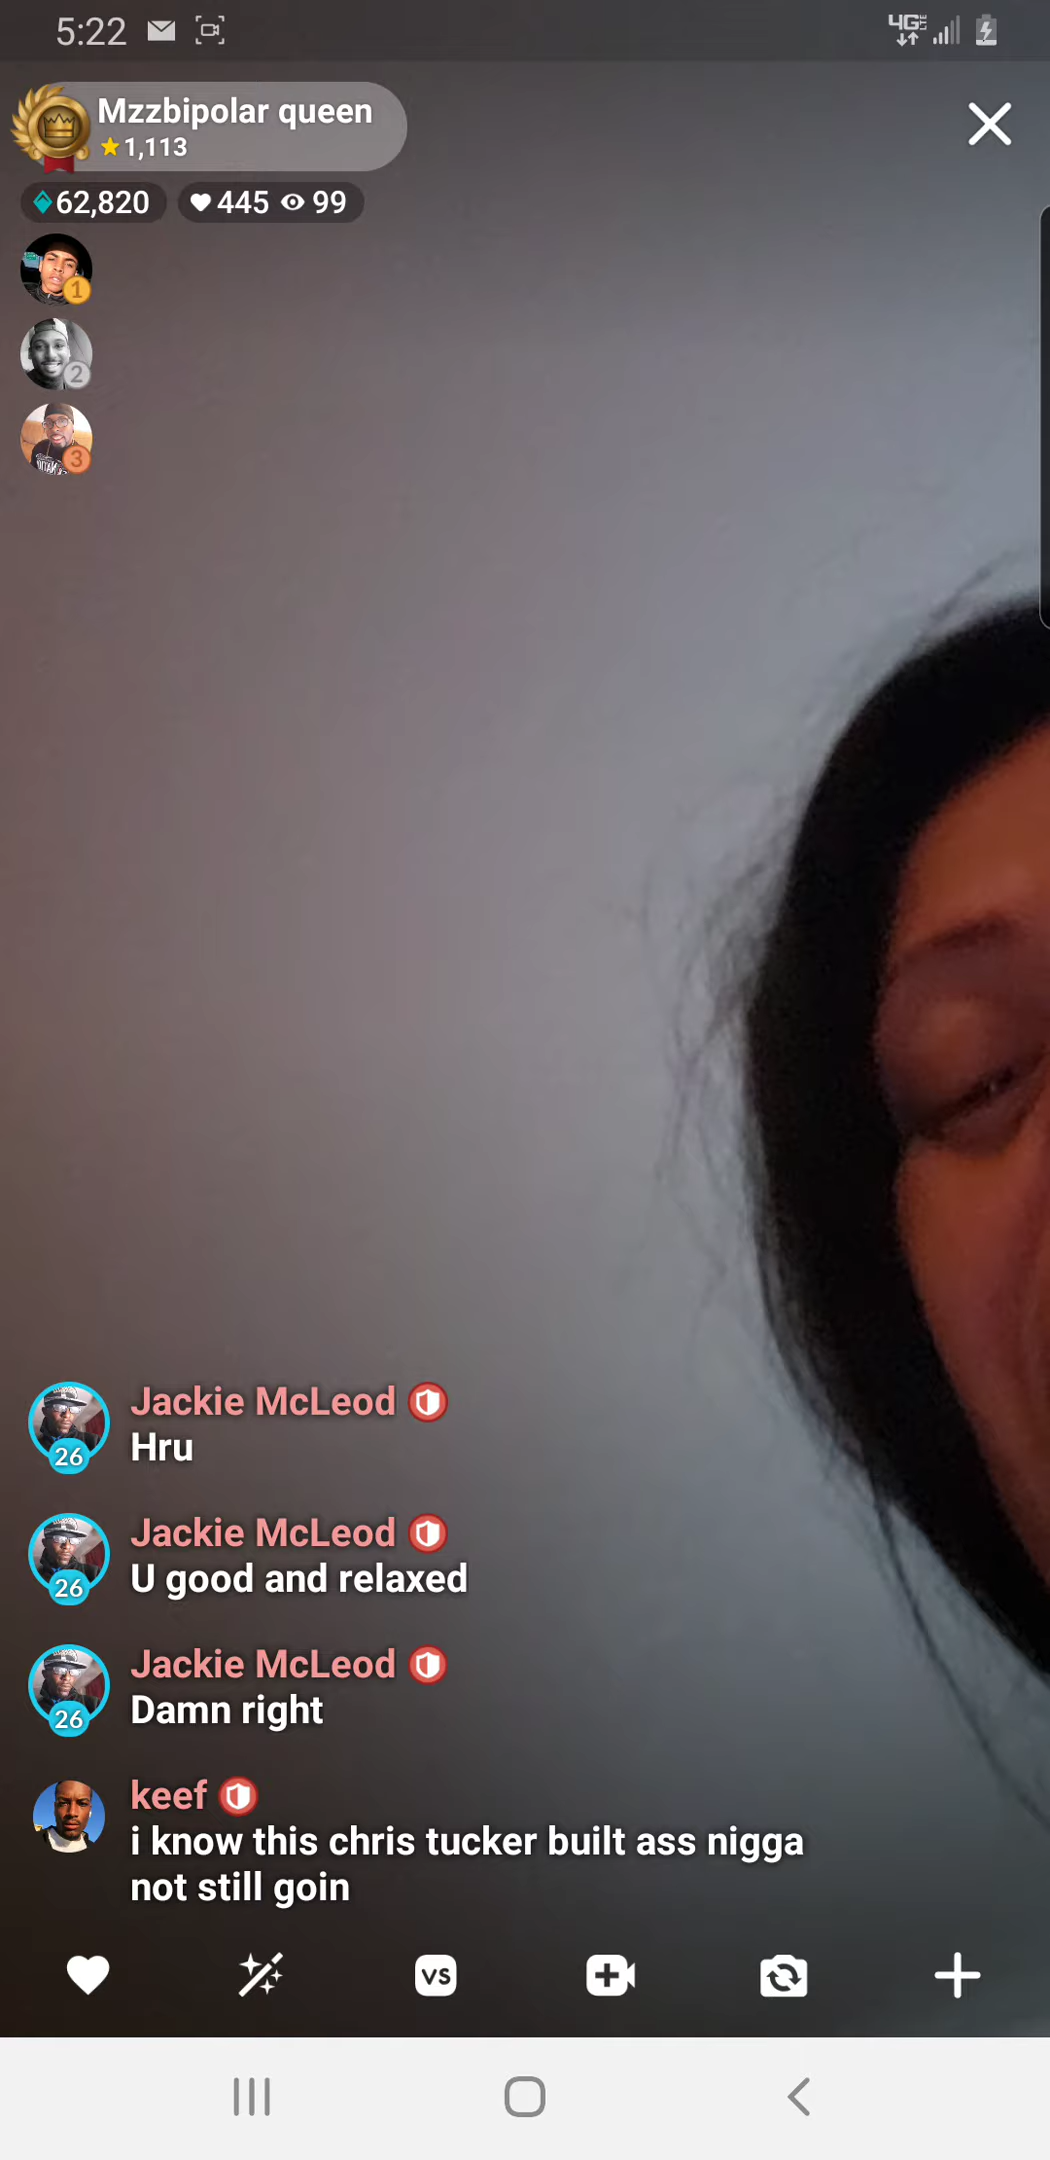 5:22
4G LTE
Mzzbipolar queen
1,113
62,820
445
99
1
2
3
Jackie McLeod
26
Hru
Jackie McLeod
26
U good and relaxed
Jackie McLeod
26
Damn right
keef
i know this chris tucker built ass nigga
not still goin
VS